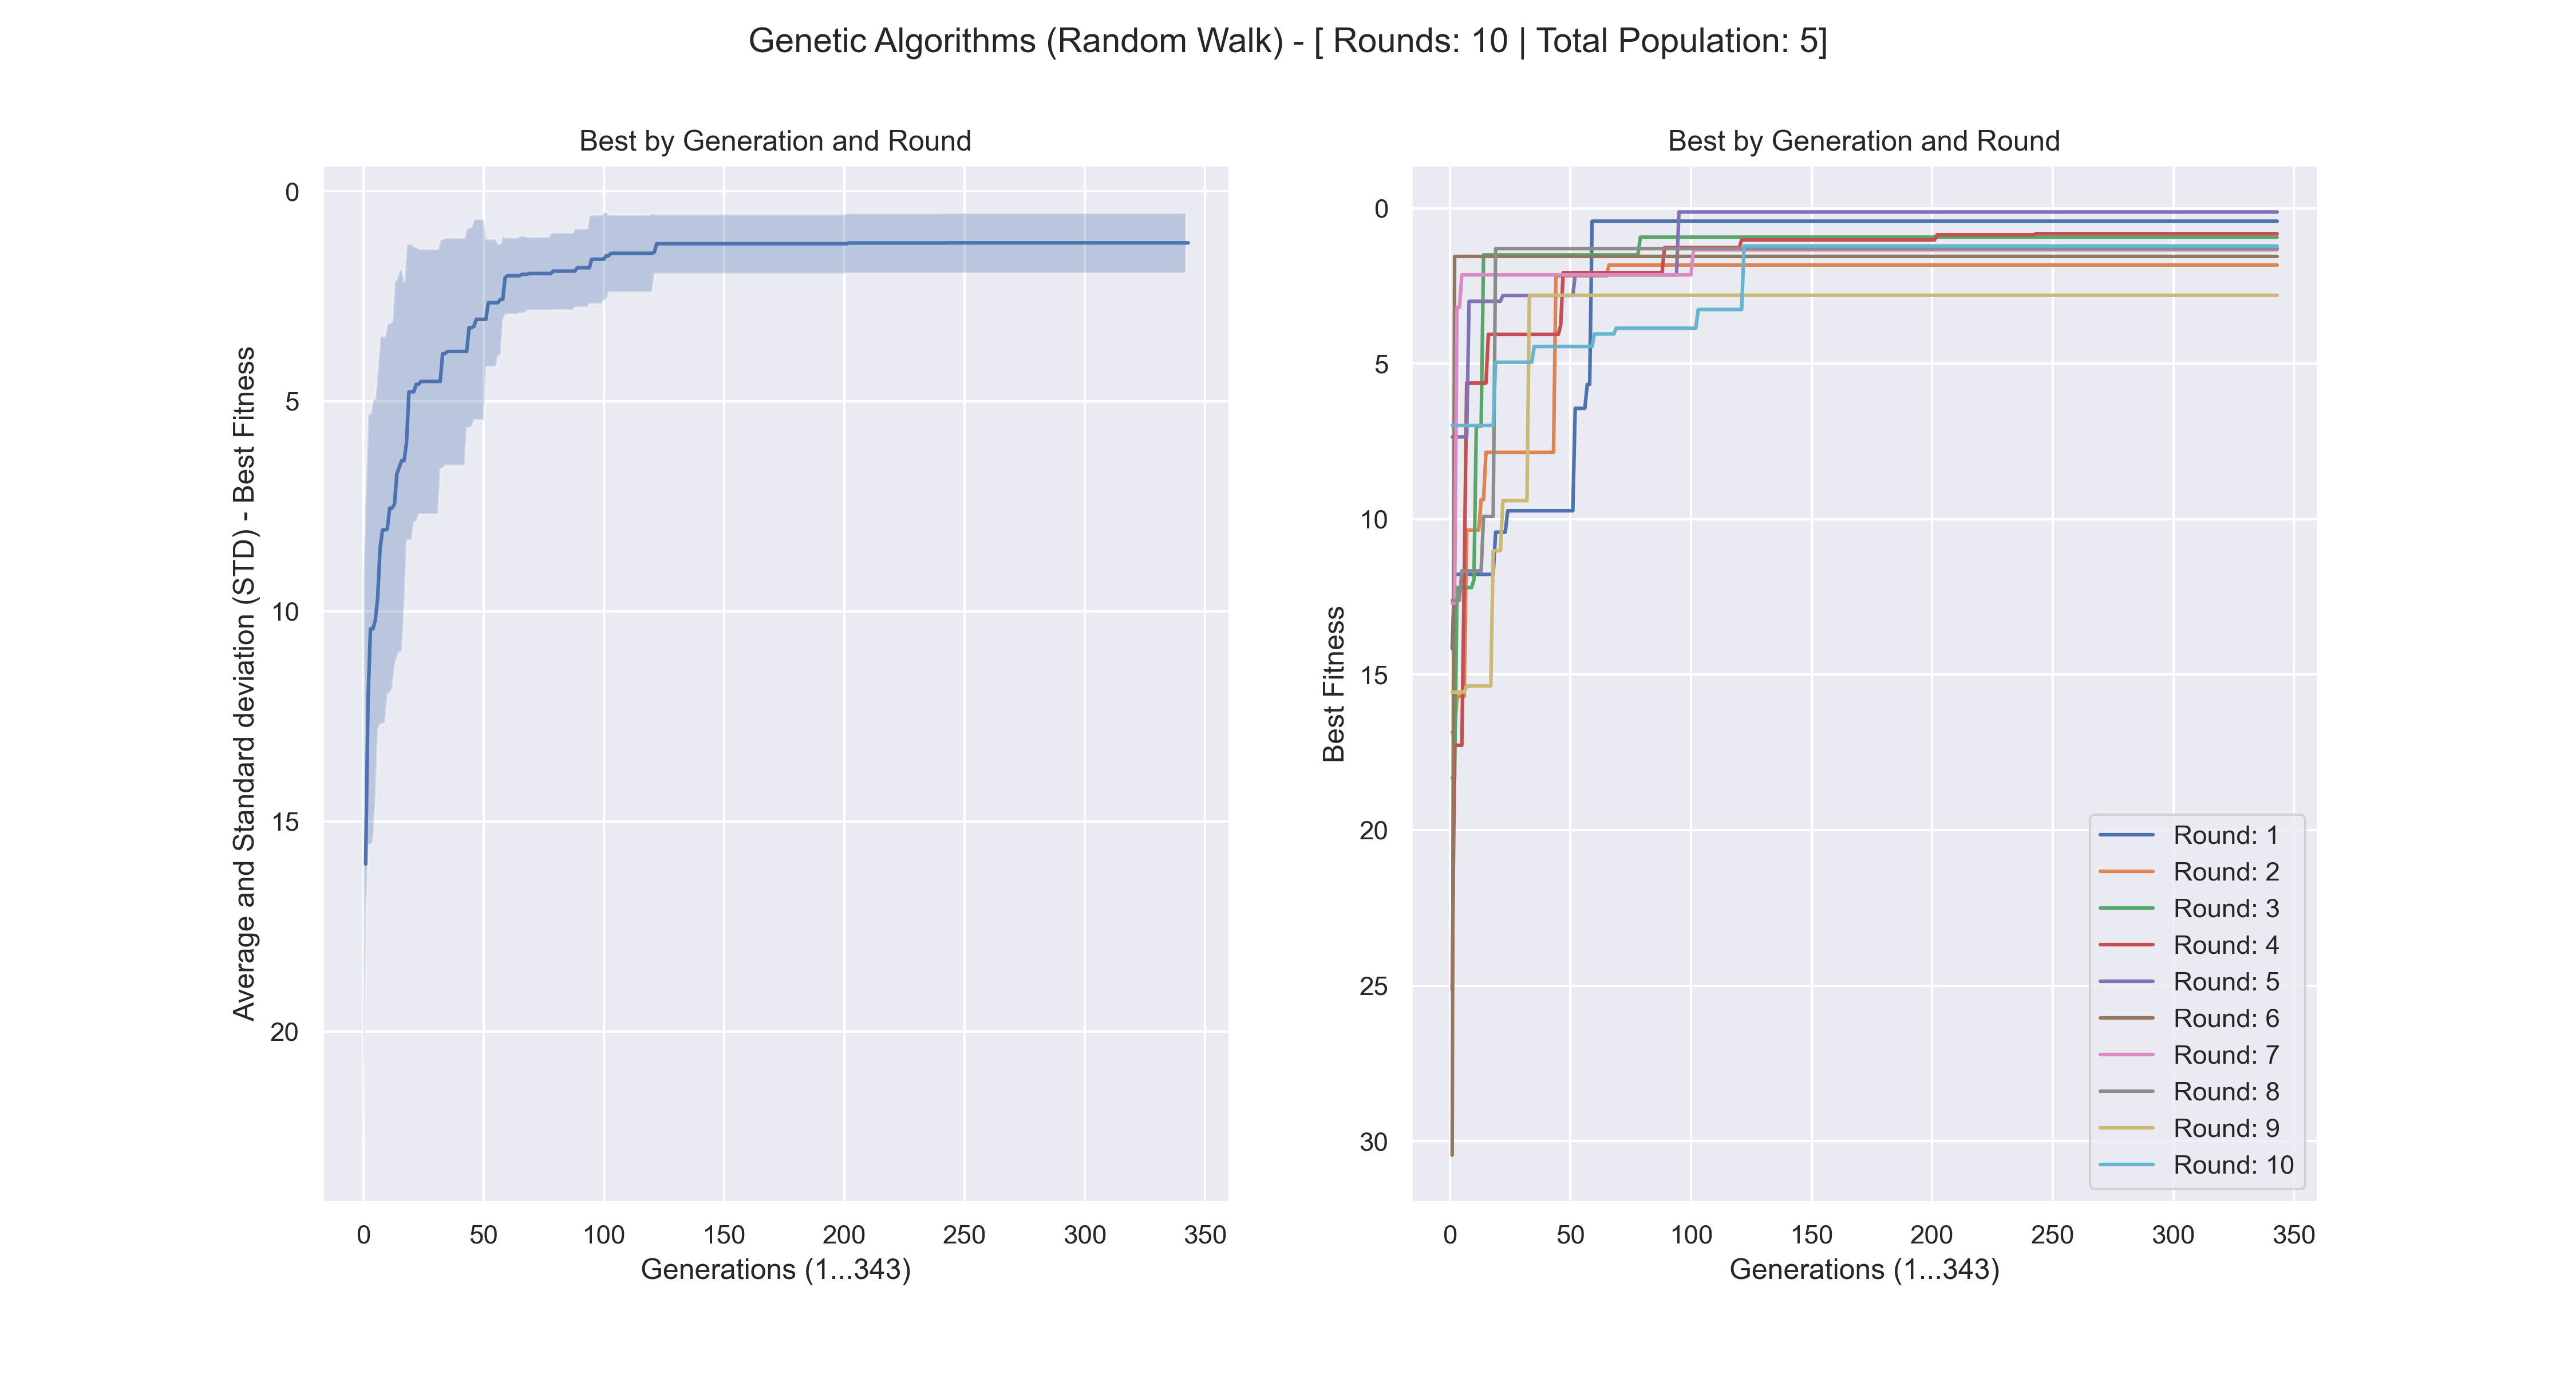 Genetic Algorithms (Random Walk) - [ Rounds: 10 | Total Population: 5]
Best by Generation and Round
Average and Standard deviation (STD) - Best Fitness
0
5
10
15
20
0
50
100
150
200
250
300
350
Generations (1...343)
Best by Generation and Round
Best Fitness
0
5
10
15
20
25
30
Round: 1
Round: 2
Round: 3
Round: 4
Round: 5
Round: 6
Round: 7
Round: 8
Round: 9
Round: 10
0
50
100
150
200
250
300
350
Generations (1...343)